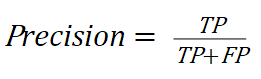 Precision = TP / TP+FP